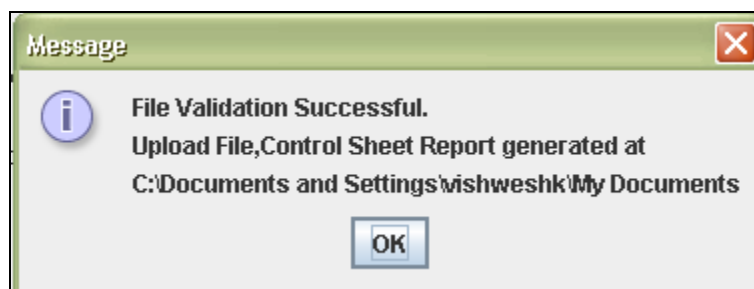 Message
File Validation Successful.
Upload File,Control Sheet Report generated at
C:\Documents and Settings\vishweshk\My Documents
OK